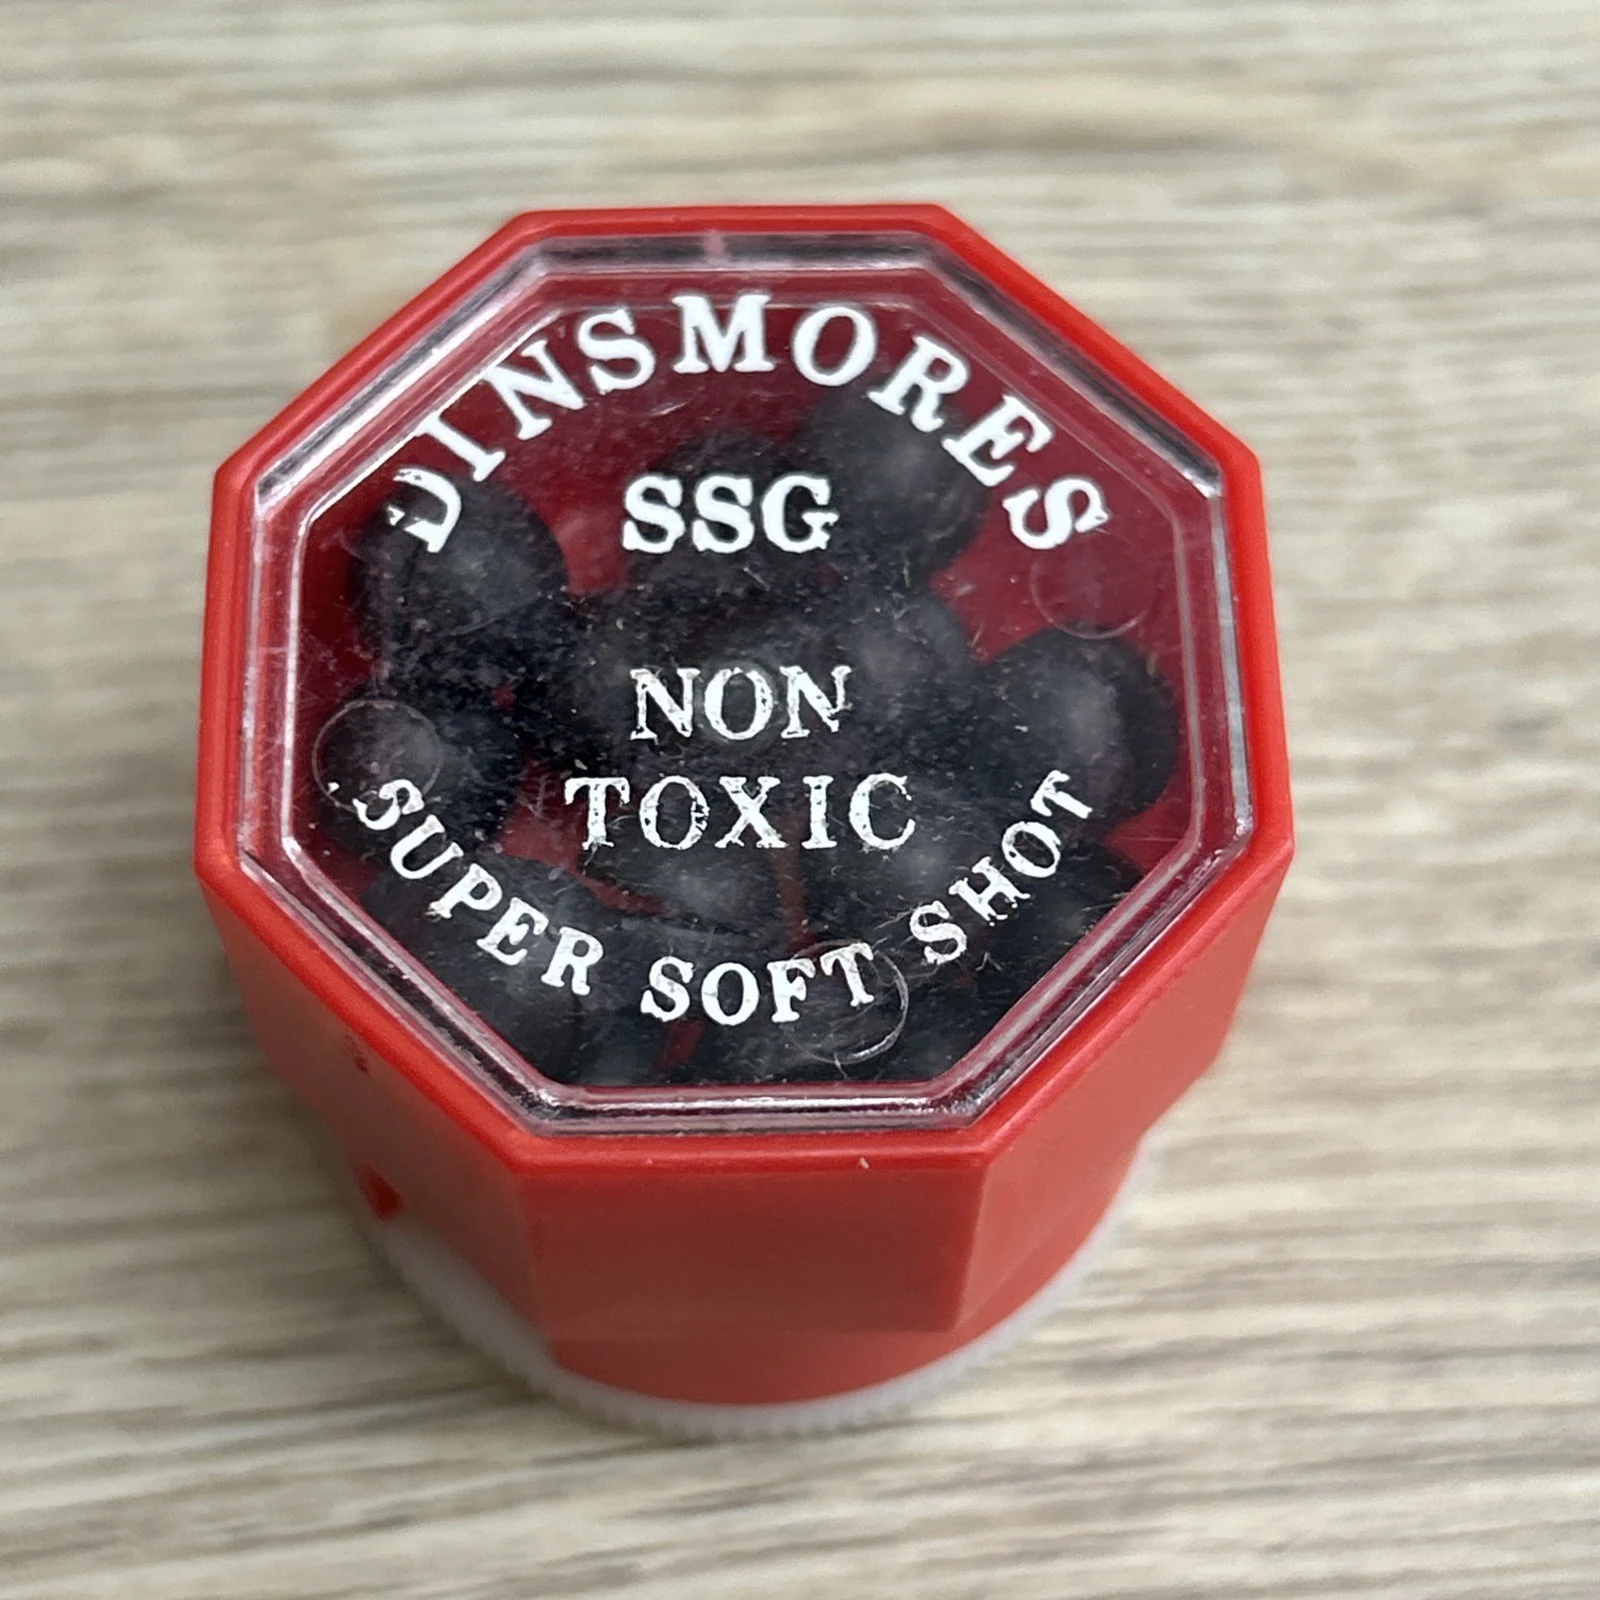 DINSMORES
SSG
NON
TOXIC
SUPER SOFT SHOT